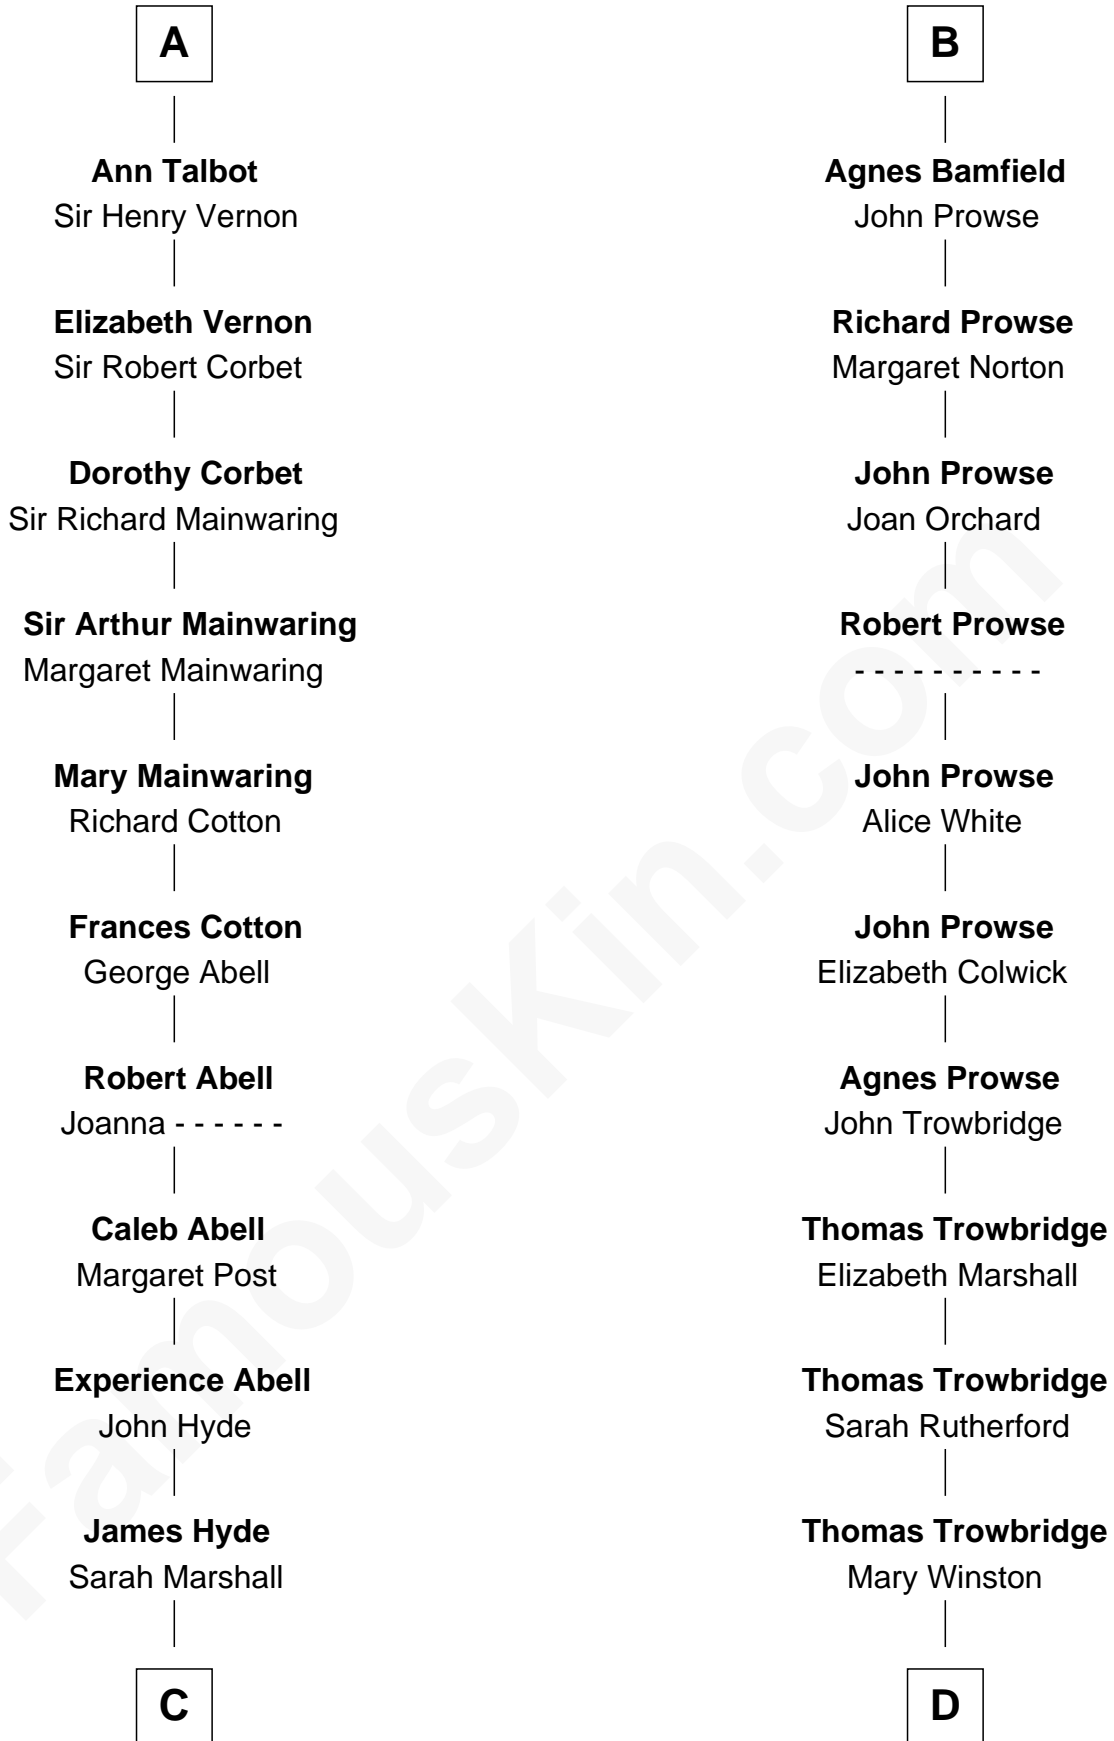 A
Ann Talbot
Sir Henry Vernon
Elizabeth Vernon
Sir Robert Corbet
Dorothy Corbet
Sir Richard Mainwaring
Sir Arthur Mainwaring
Margaret Mainwaring
Mary Mainwaring
Richard Cotton
Frances Cotton
George Abell
Robert Abell
Joanna - - - - - -
Caleb Abell
Margaret Post
Experience Abell
John Hyde
James Hyde
Sarah Marshall
C
B
Agnes Bamfield
John Prowse
Richard Prowse
Margaret Norton
John Prowse
Joan Orchard
Robert Prowse
- - - - - - - - - -
John Prowse
Alice White
John Prowse
Elizabeth Colwick
Agnes Prowse
John Trowbridge
Thomas Trowbridge
Elizabeth Marshall
Thomas Trowbridge
Sarah Rutherford
Thomas Trowbridge
Mary Winston
D
FamousKin.com